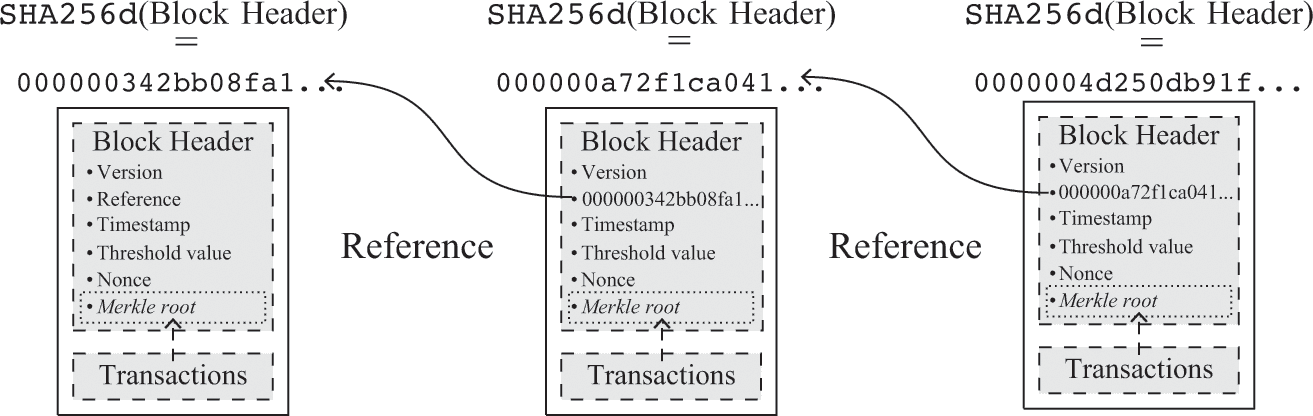 SHA256d(Block Header)
=
000000342bb08fa1...
Block Header
• Version
• Reference
• Timestamp
• Threshold value
• Nonce
• Merkle root
Transactions
Reference
SHA256d(Block Header)
=
000000a72f1ca041...
Block Header
• Version
• 000000342bb08fa1...
• Timestamp
• Threshold value
• Nonce
• Merkle root
Transactions
Reference
SHA256d(Block Header)
=
0000004d250db91f...
Block Header
• Version
• 000000a72f1ca041...
• Timestamp
• Threshold value
• Nonce
• Merkle root
Transactions